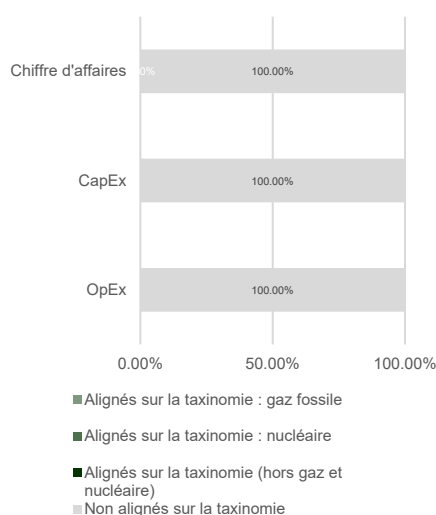 Chiffre d'affaires
0%
100.00%
CapEx
100.00%
OpEx
100.00%
0.00% 50.00% 100.00%
Alignés sur la taxinomie : gaz fossile
Alignés sur la taxinomie : nucléaire
Alignés sur la taxinomie (hors gaz et
nucléaire)
Non alignés sur la taxinomie